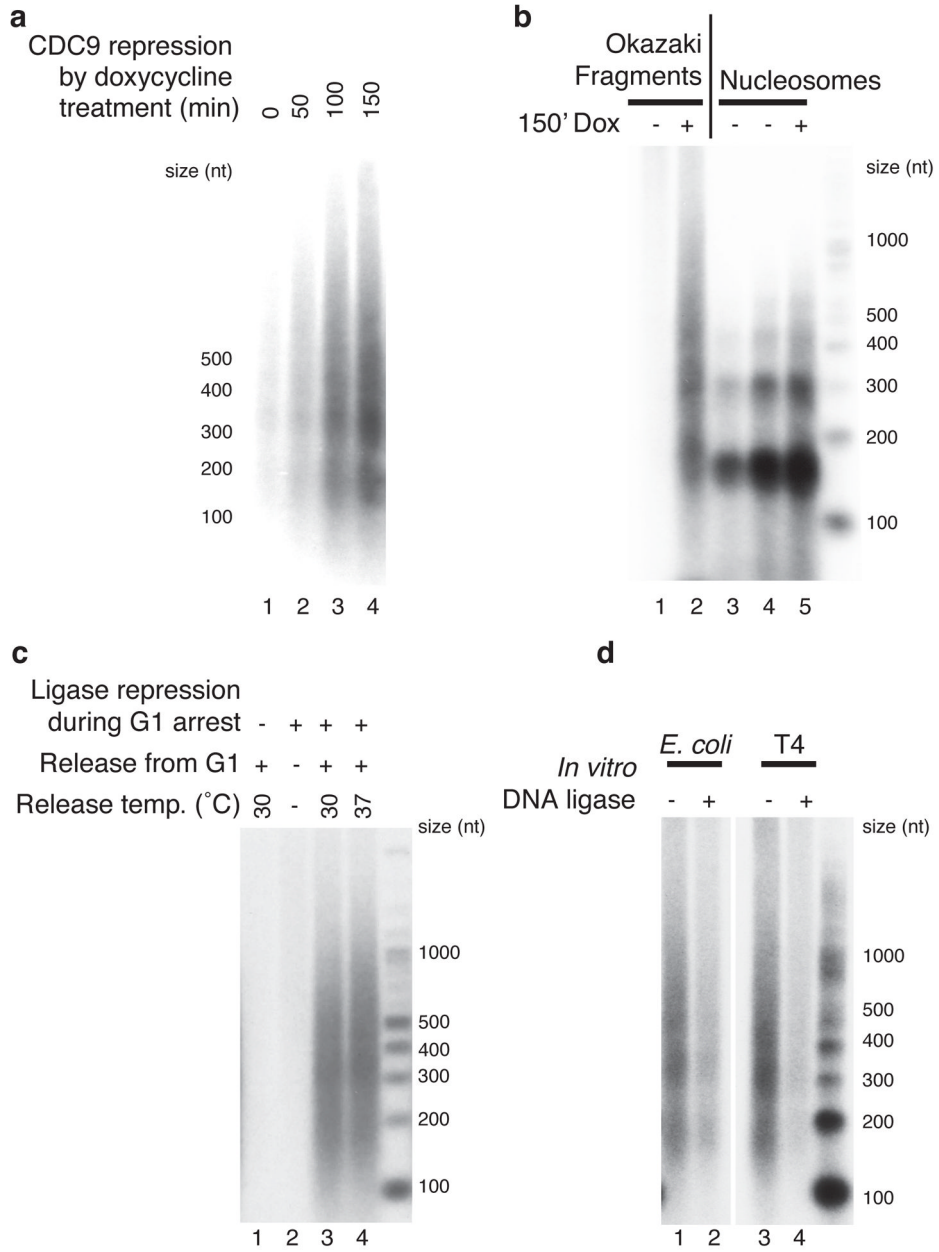 a
CDC9 repression
by doxycycline
treatment (min)
0
50
100
150
size (nt)
500
400
300
200
100
1 2 3 4
b
Okazaki
Fragments
Nucleosomes
150’ Dox - + - - +
size (nt)
1000
500
400
300
200
100
1 2 3 4 5
c
Ligase repression
during G1 arrest - + + +
Release from G1 + - + +
Release temp. (˚C) 30 - 30 37
size (nt)
1000
500
400
300
200
100
1 2 3 4
d
E. coli T4
In vitro
DNA ligase - + - +
size (nt)
1000
500
400
300
200
100
1 2 3 4